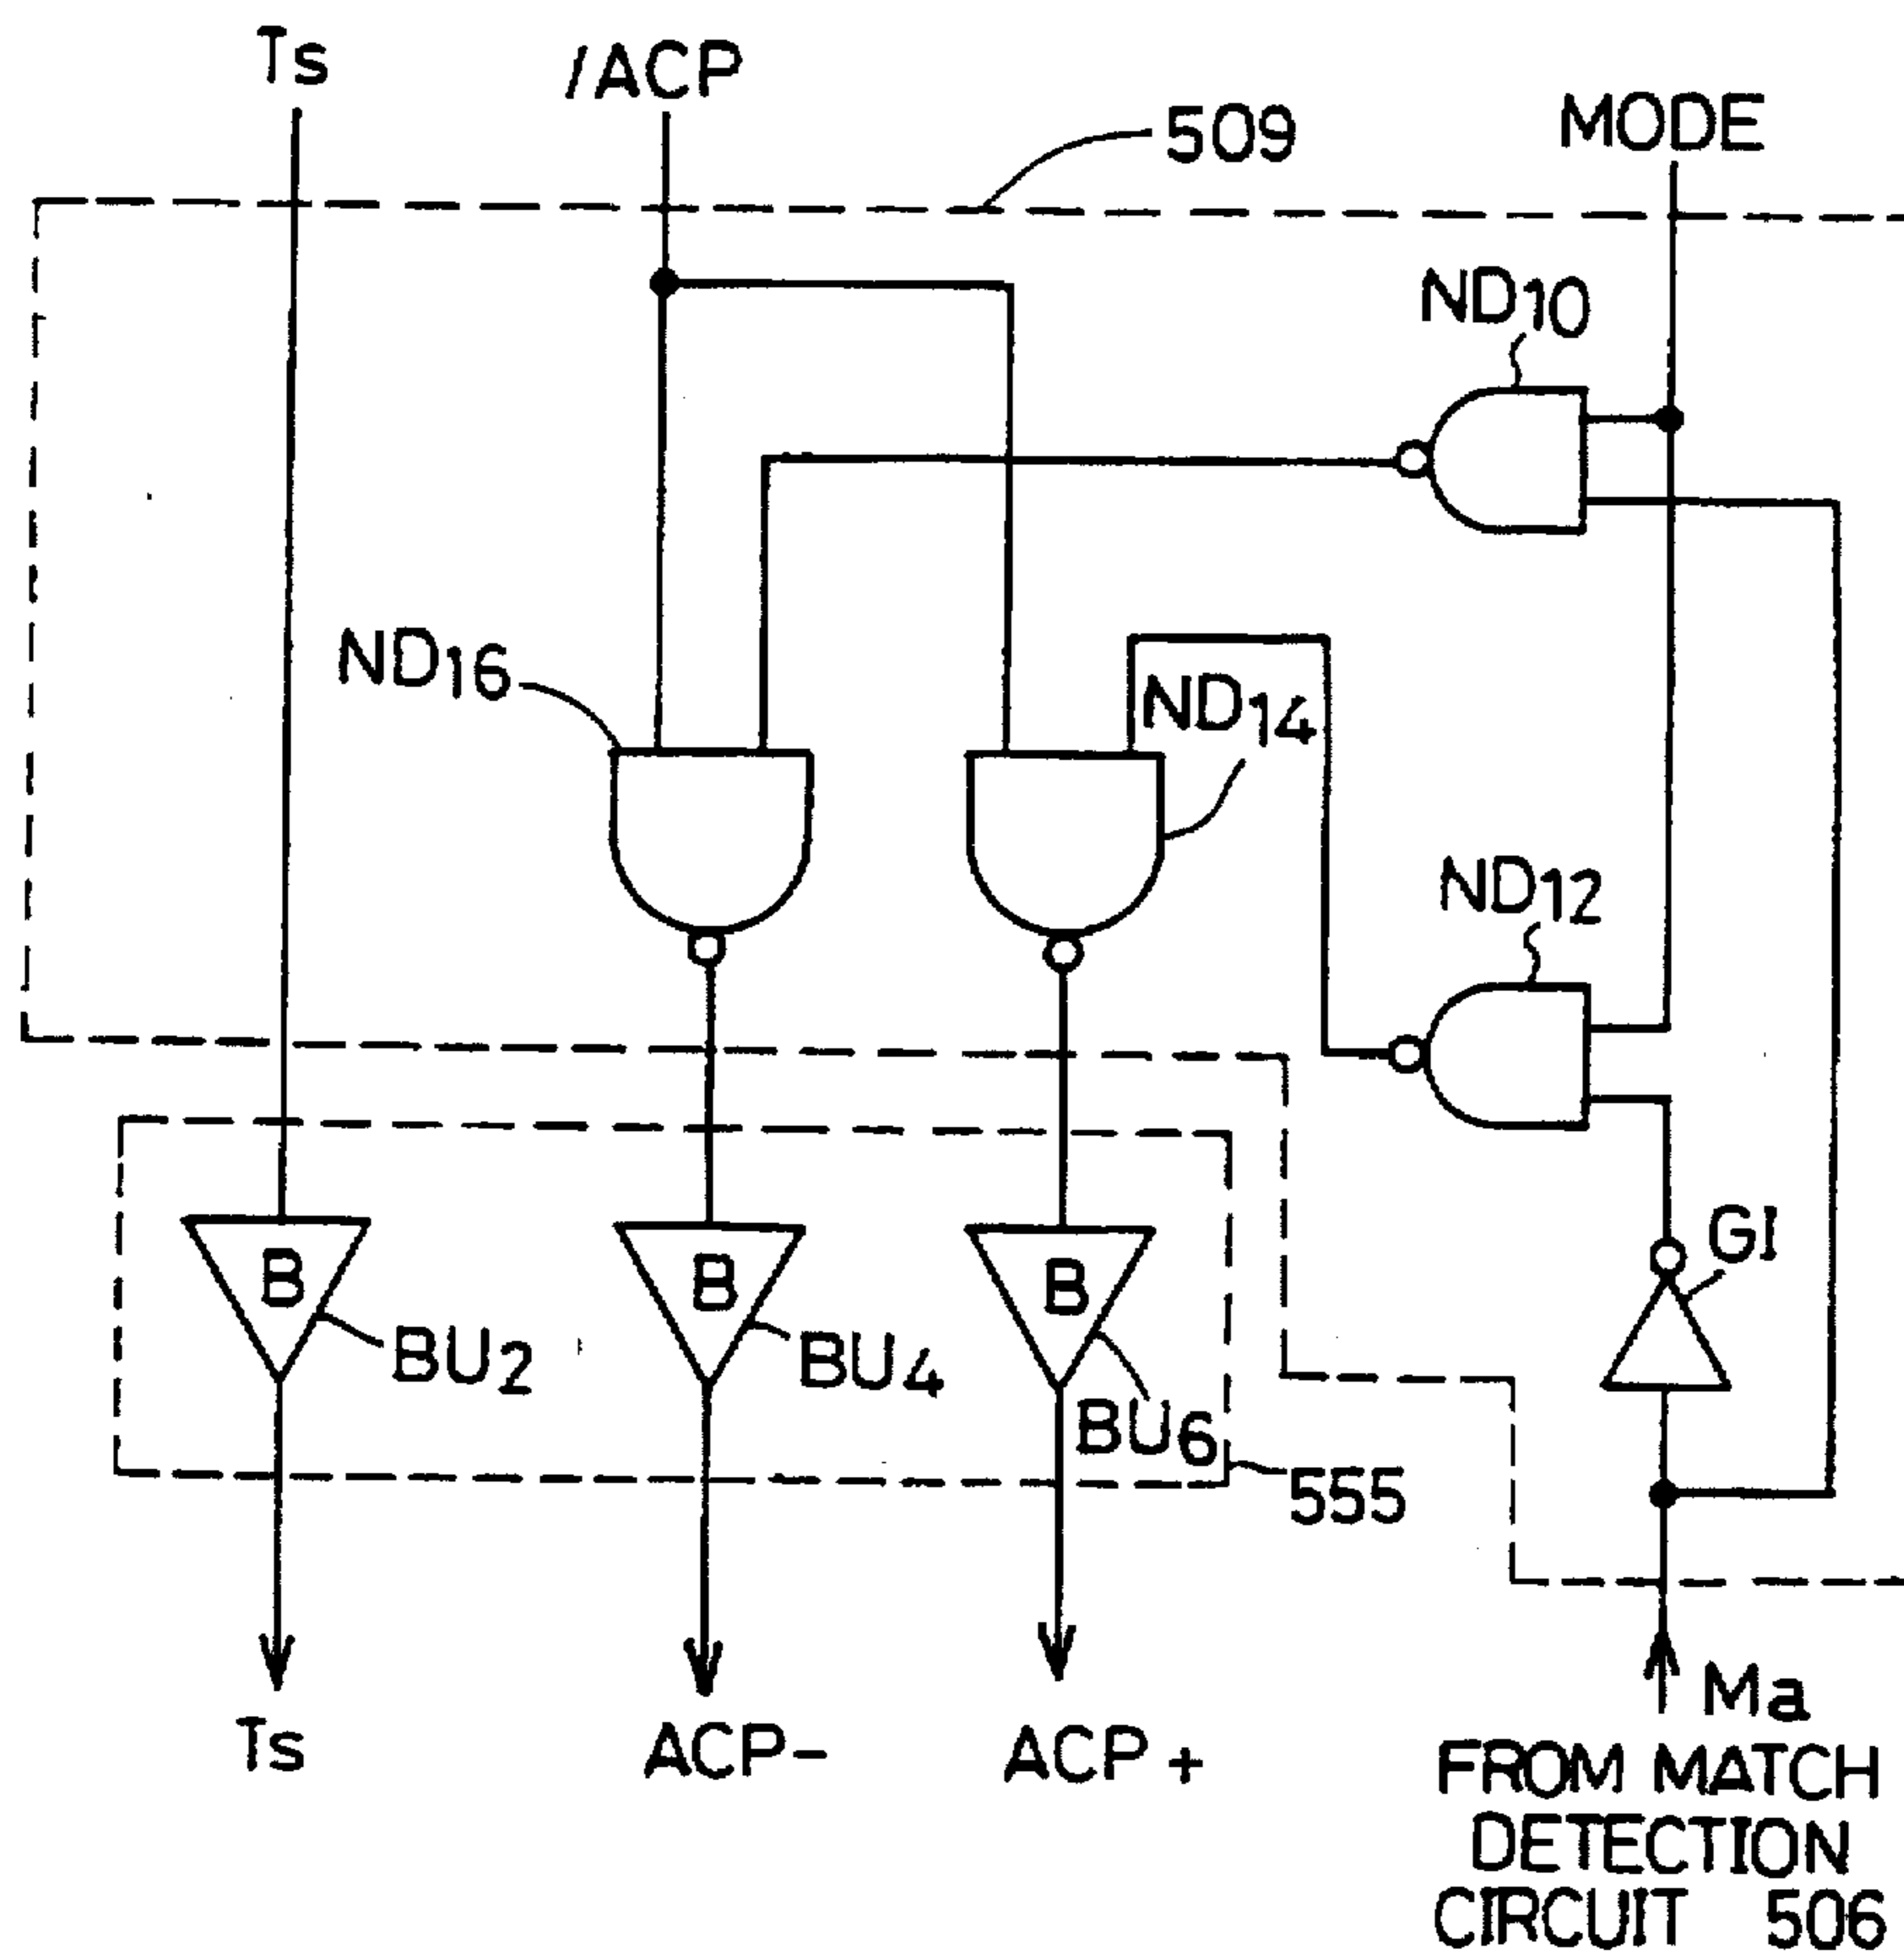 Ts
/ACP
509
MODE
ND10
ND16
ND14
ND12
GI
B
B
B
BU2
BU4
BU6
555
Ts
ACP-
ACP+
Ma
FROM MATCH
DETECTION
CIRCUIT 506